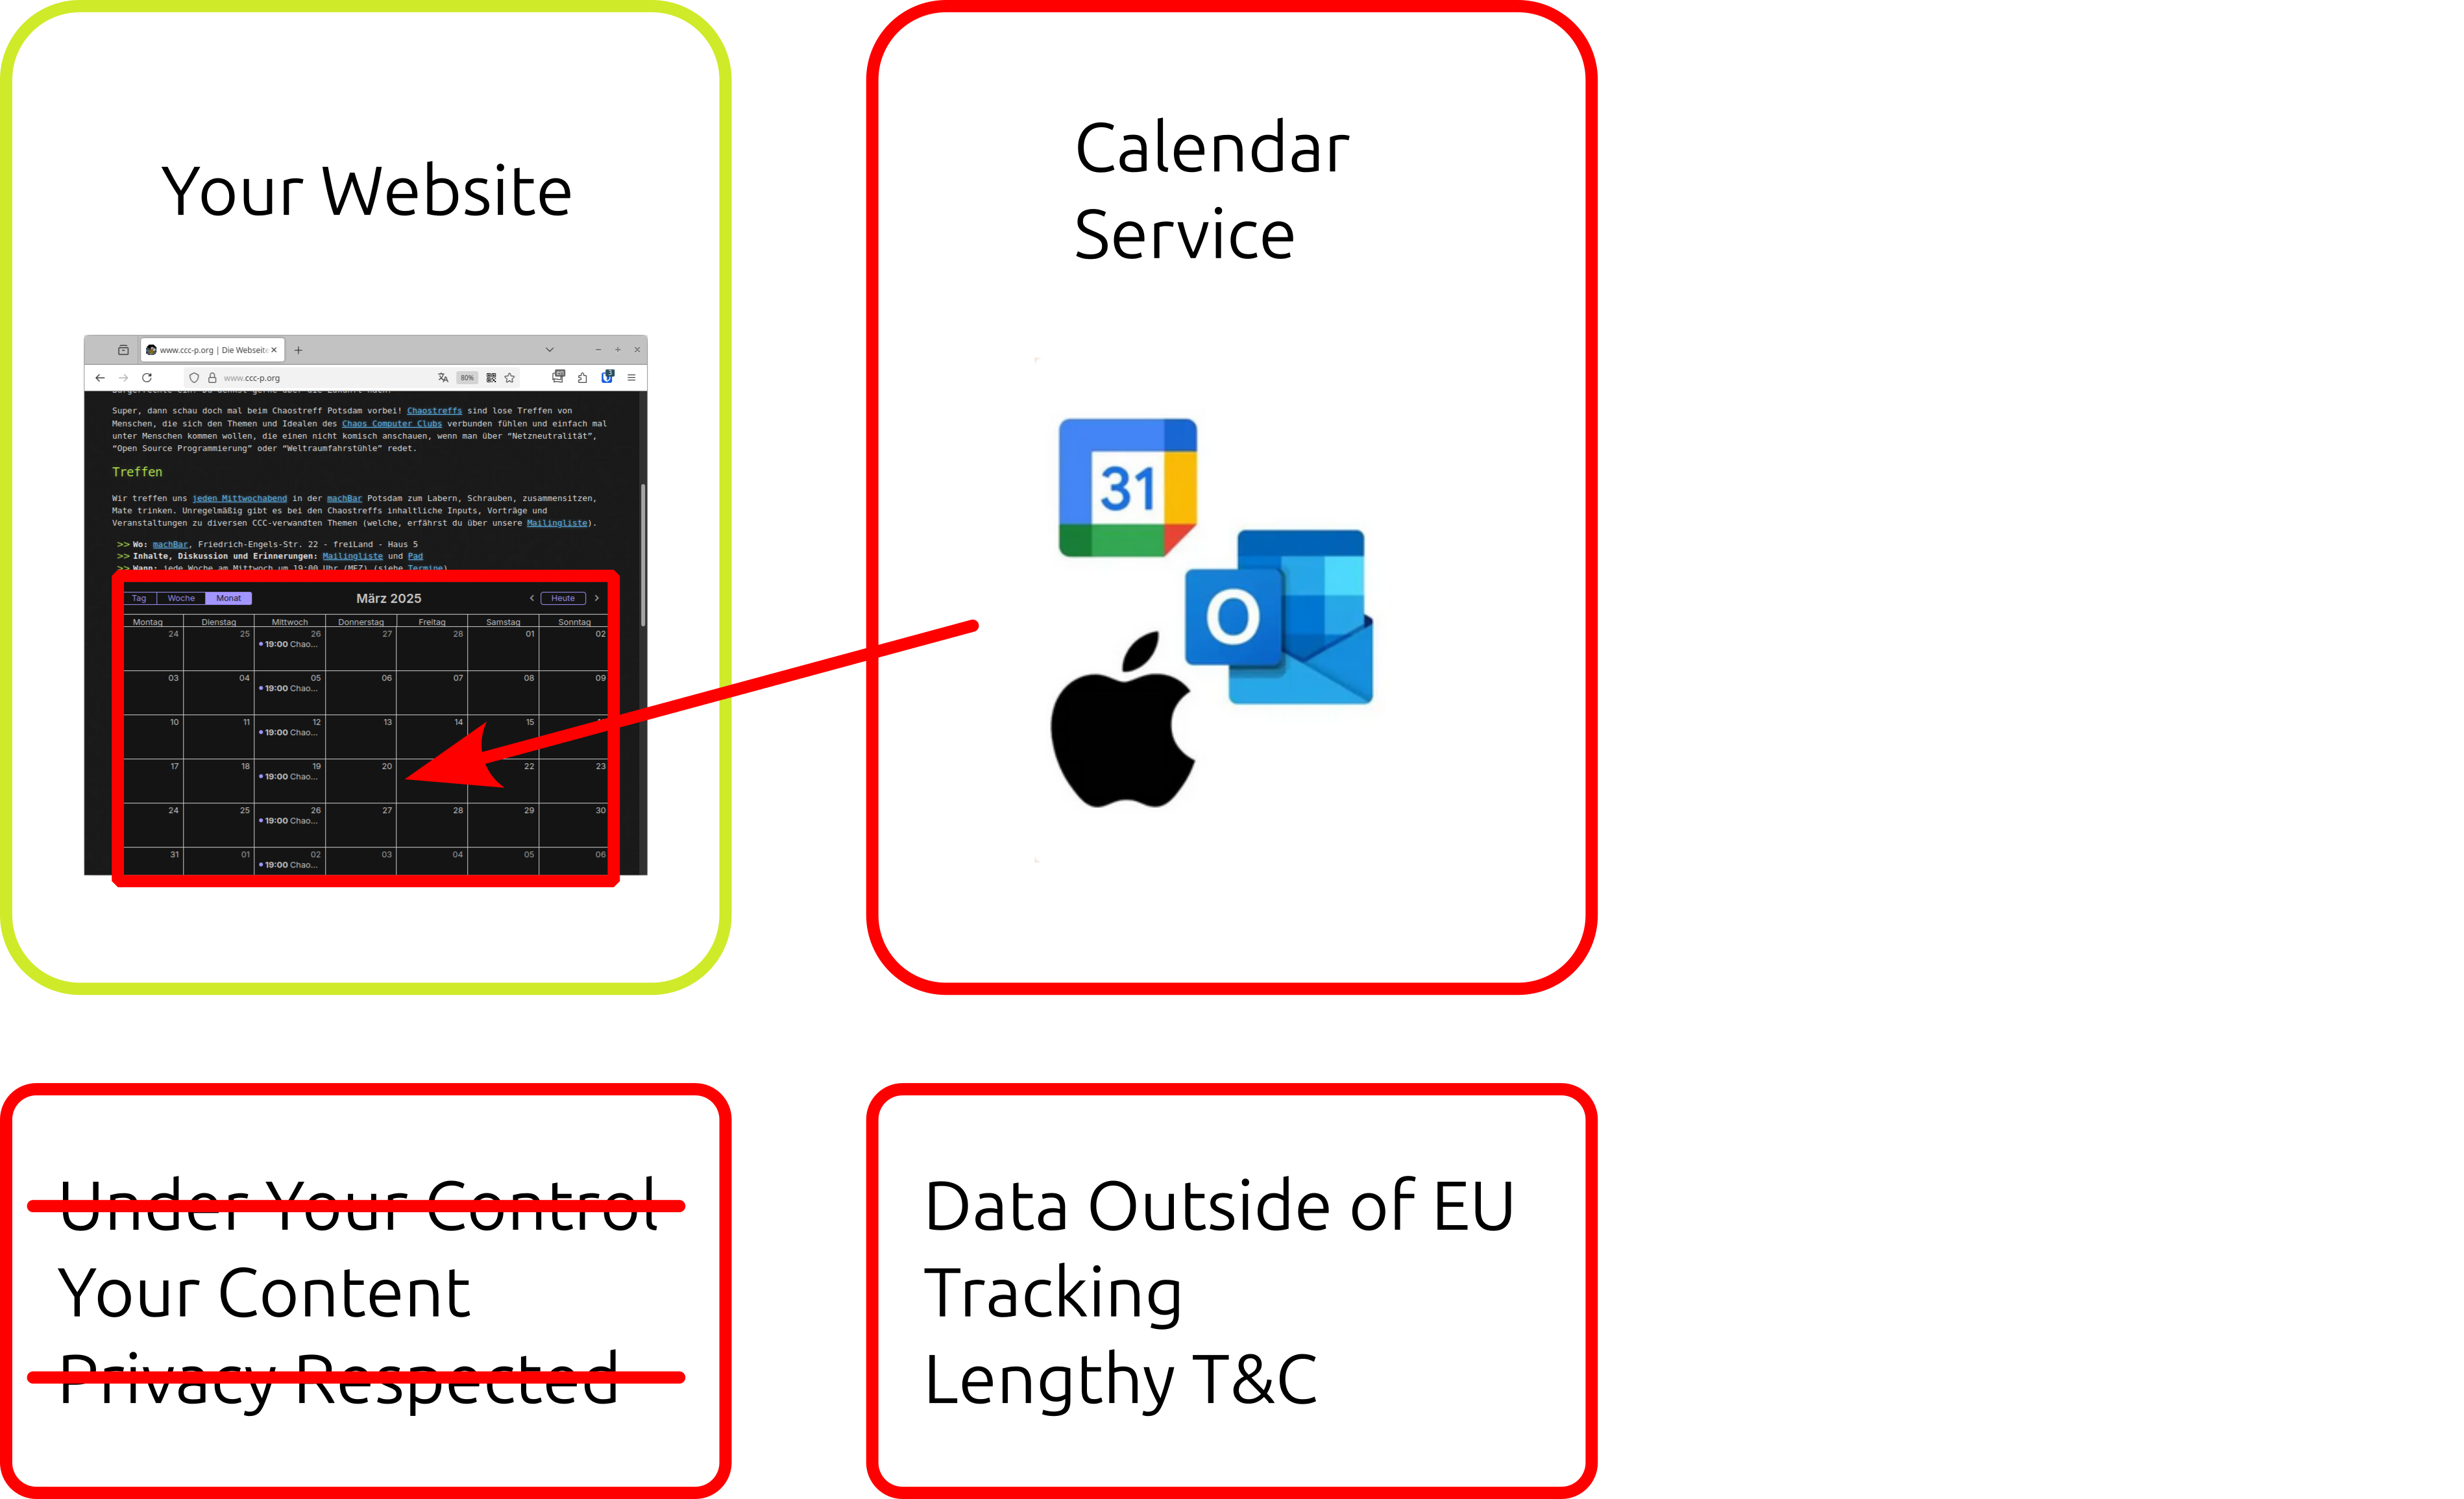 Your Website
www.ccc-p.org | Die Webseite
www.ccc-p.org
80%
Super, dann schau doch mal beim Chaostreff Potsdam vorbei! Chaostreffs sind lose Treffen von
Menschen, die sich den Themen und Idealen des Chaos Computer Clubs verbunden fühlen und einfach mal
unter Menschen kommen wollen, die einen nicht komisch anschauen, wenn man über “Netzneutralität”,
“Open Source Programmierung” oder “Weltraumfahrstühle” redet.
Treffen
Wir treffen uns jeden Mittwochabend in der machBar Potsdam zum Labern, Schrauben, zusammensitzen,
Mate trinken. Unregelmäßig gibt es bei den Chaostreffs inhaltliche Inputs, Vorträge und
Veranstaltungen zu diversen CCC-verwandten Themen (welche, erfährst du über unsere Mailingliste).
>> Wo: machBar, Friedrich-Engels-Str. 22 - freiLand - Haus 5
>> Inhalte, Diskussion und Erinnerungen: Mailingliste und Pad
>> Wann: jede Woche am Mittwoch um 19:00 Uhr (MEZ) (siehe Termine)
Tag Woche Monat März 2025 Heute
Montag Dienstag Mittwoch Donnerstag Freitag Samstag Sonntag
24 25 26 27 28 01 02
19:00 Chao...
03 04 05 06 07 08 09
19:00 Chao...
10 11 12 13 14 15
19:00 Chao...
17 18 19 20 22 23
19:00 Chao...
24 25 26 27 28 29 30
19:00 Chao...
31 01 02 03 04 05 06
19:00 Chao...
Calendar
Service
31
O
Under Your Control
Your Content
Privacy Respected
Data Outside of EU
Tracking
Lengthy T&C